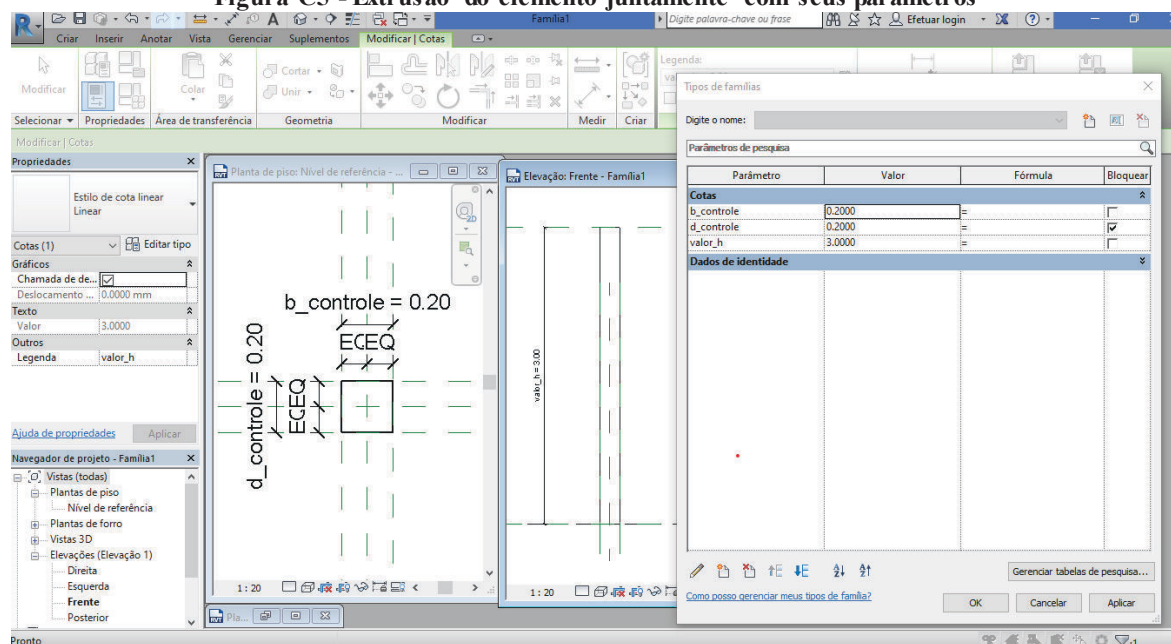 Figura C3 - Extrusão do elemento juntamente com seus parâmetros
Família1
Digite palavra-chave ou frase
Efetuar login
Criar Inserir Anotar Vista Gerenciar Suplementos Modificar | Cotas
Modificar
Colar
Cortar
Unir
Legenda:
Selecionar Propriedades Área de transferência Geometria Modificar Medir Criar
Modificar | Cotas
Propriedades
Estilo de cota linear
Linear
Cotas (1) Editar tipo
Gráficos
Chamada de de...
Deslocamento ... 0.0000 mm
Texto
Valor 3.0000
Outros
Legenda valor_h
Ajuda de propriedades Aplicar
Navegador de projeto - Família1
Vistas (todas)
Plantas de piso
Nível de referência
Plantas de forro
Vistas 3D
Elevações (Elevação 1)
Direita
Esquerda
Frente
Posterior
Pronto
Planta de piso: Nível de referência - ...
2D
b_controle = 0.20
EQEQ
d_controle = 0.20
EQEQ
1 : 20
Pla...
Elevação: Frente - Família1
valor_h = 3.00
1 : 20
Tipos de famílias
Digite o nome:
Parâmetros de pesquisa
Parâmetro Valor Fórmula Bloquear
Cotas
b_controle 0.2000 =
d_controle 0.2000 =
valor_h 3.0000 =
Dados de identidade
Gerenciar tabelas de pesquisa...
Como posso gerenciar meus tipos de família?
OK Cancelar Aplicar